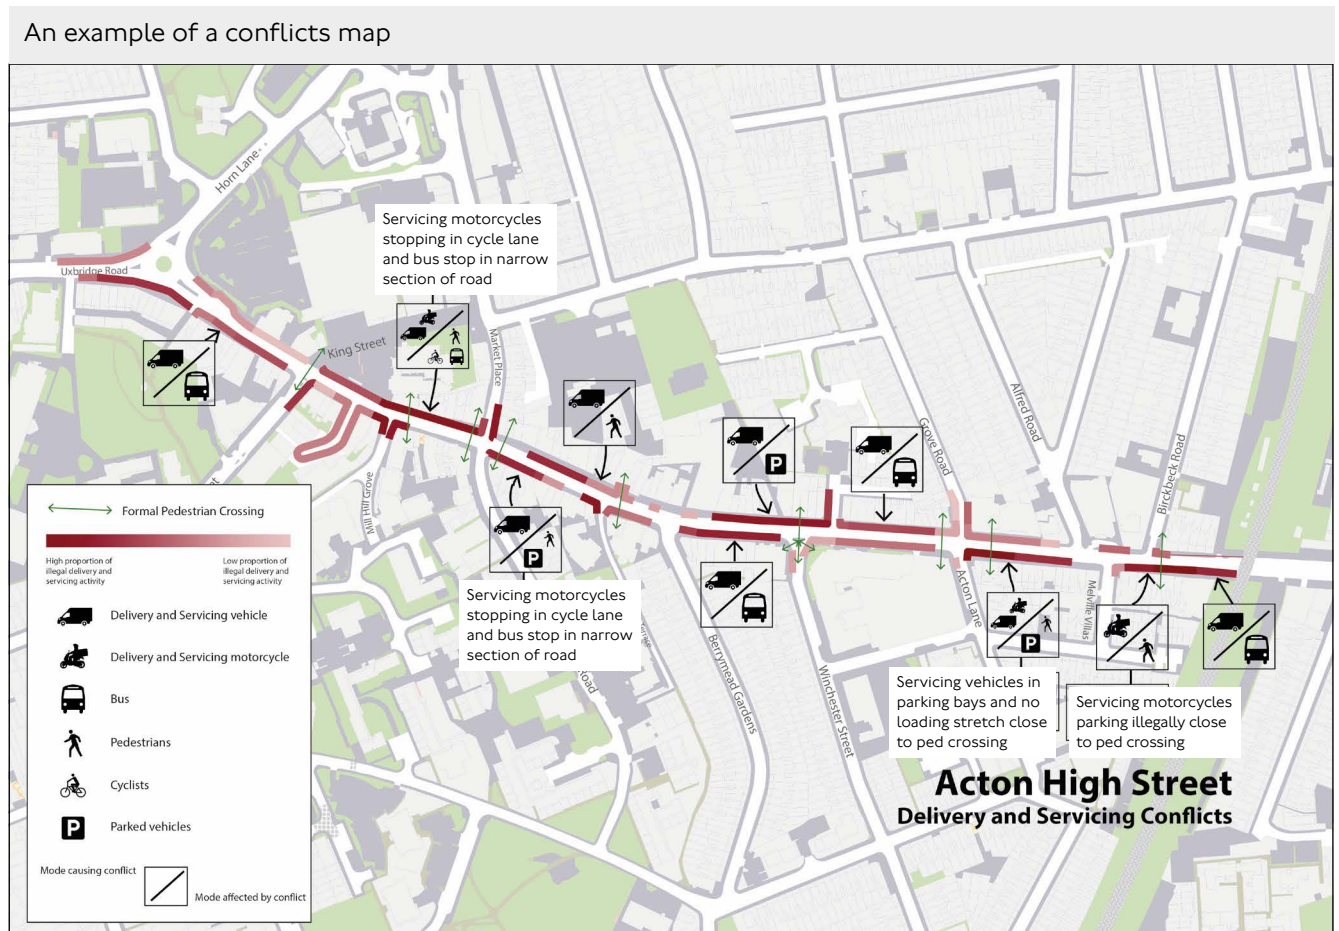 An example of a conflicts map
Horn Lane
Uxbridge Road
King Street
Market Place
Servicing motorcycles
stopping in cycle lane
and bus stop in narrow
section of road
Mill Hill Grove
Grove Road
Alfred Road
Birckbeck Road
P
P
Servicing motorcycles
stopping in cycle lane
and bus stop in narrow
section of road
Road
Berrymead Gardens
Winchester Street
Acton Lane
Melville Villas
P
Servicing vehicles in
parking bays and no
loading stretch close
to ped crossing
Servicing motorcycles
parking illegally close
to ped crossing
Acton High Street
Delivery and Servicing Conflicts
Formal Pedestrian Crossing
High proportion of
illegal delivery and
servicing activity
Low proportion of
illegal delivery and
servicing activity
Delivery and Servicing vehicle
Delivery and Servicing motorcycle
Bus
Pedestrians
Cyclists
P
Parked vehicles
Mode causing conflict
Mode affected by conflict